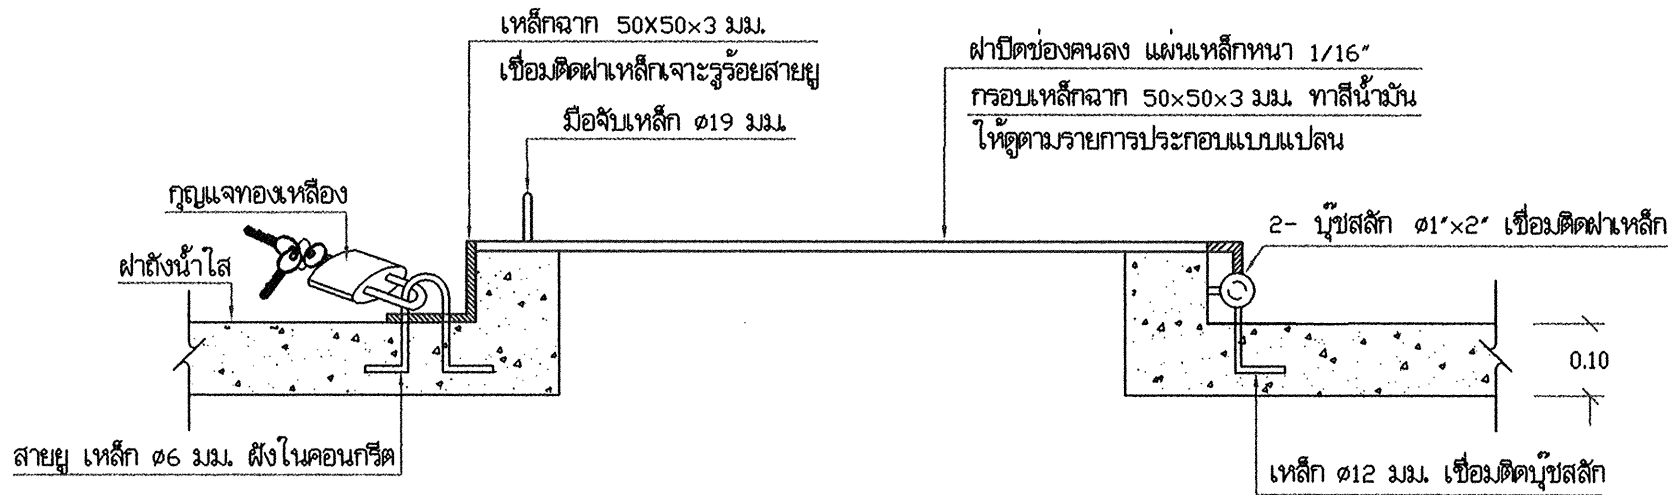 เหล็กฉาก 50X50×3 มม.
เชื่อมติดฝาเหล็กเจาะรูร้อยสายยู
มือจับเหล็ก ø19 มม.
ฝาปิดช่องคนลง แผ่นเหล็กหนา 1/16"
กรอบเหล็กฉาก 50×50×3 มม. ทาสีน้ำมัน
ให้ดูตามรายการประกอบแบบแปลน
กุญแจทองเหลือง
ฝาถังน้ำใส
2- บุ๊ชสลัก ø1"×2" เชื่อมติดฝาเหล็ก
0.10
สายยู เหล็ก ø6 มม. ฝังในคอนกรีต
เหล็ก ø12 มม. เชื่อมติดบุ๊ชสลัก